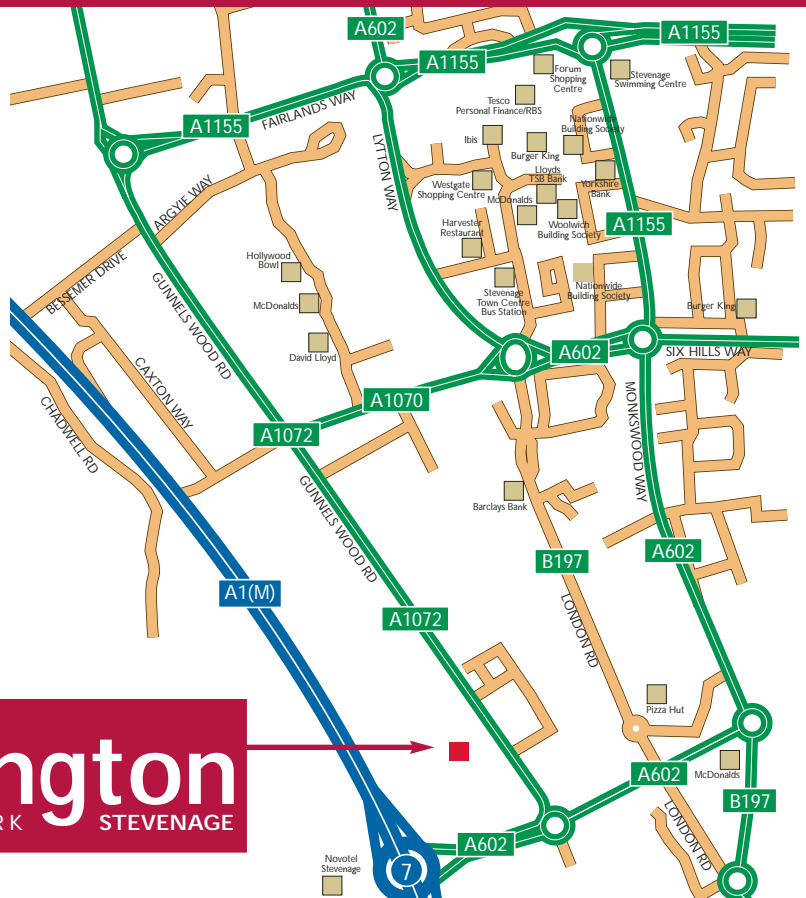 A602
A1155
A1155
Forum
Shopping
Centre
Stevenage
Swimming Centre
Tesco
Personal Finance/RBS
FAIRLANDS WAY
A1155
LYTTON WAY
Ibis
Nationwide
Building Society
Burger King
Lloyds
TSB Bank
Westgate
Shopping Centre
McDonalds
Yorkshire
Bank
ARGYlE WAY
Harvester
Restaurant
Woolwich
Building Society
A1155
Hollywood
Bowl
BESSEMER DRIVE
GUNNELS WOOD RD
McDonalds
Stevenage
Town Centre
Bus Station
Nationwide
Building Society
Burger King
David Lloyd
A602
SIX HILLS WAY
CAXTON WAY
CHADWELL RD
A1070
A1072
MONKSWOOD WAY
GUNNELS WOOD RD
Barclays Bank
B197
A602
A1(M)
LONDON RD
A1072
Pizza Hut
ngton
RK STEVENAGE
A602
McDonalds
B197
LONDON RD
A602
7
Novotel
Stevenage